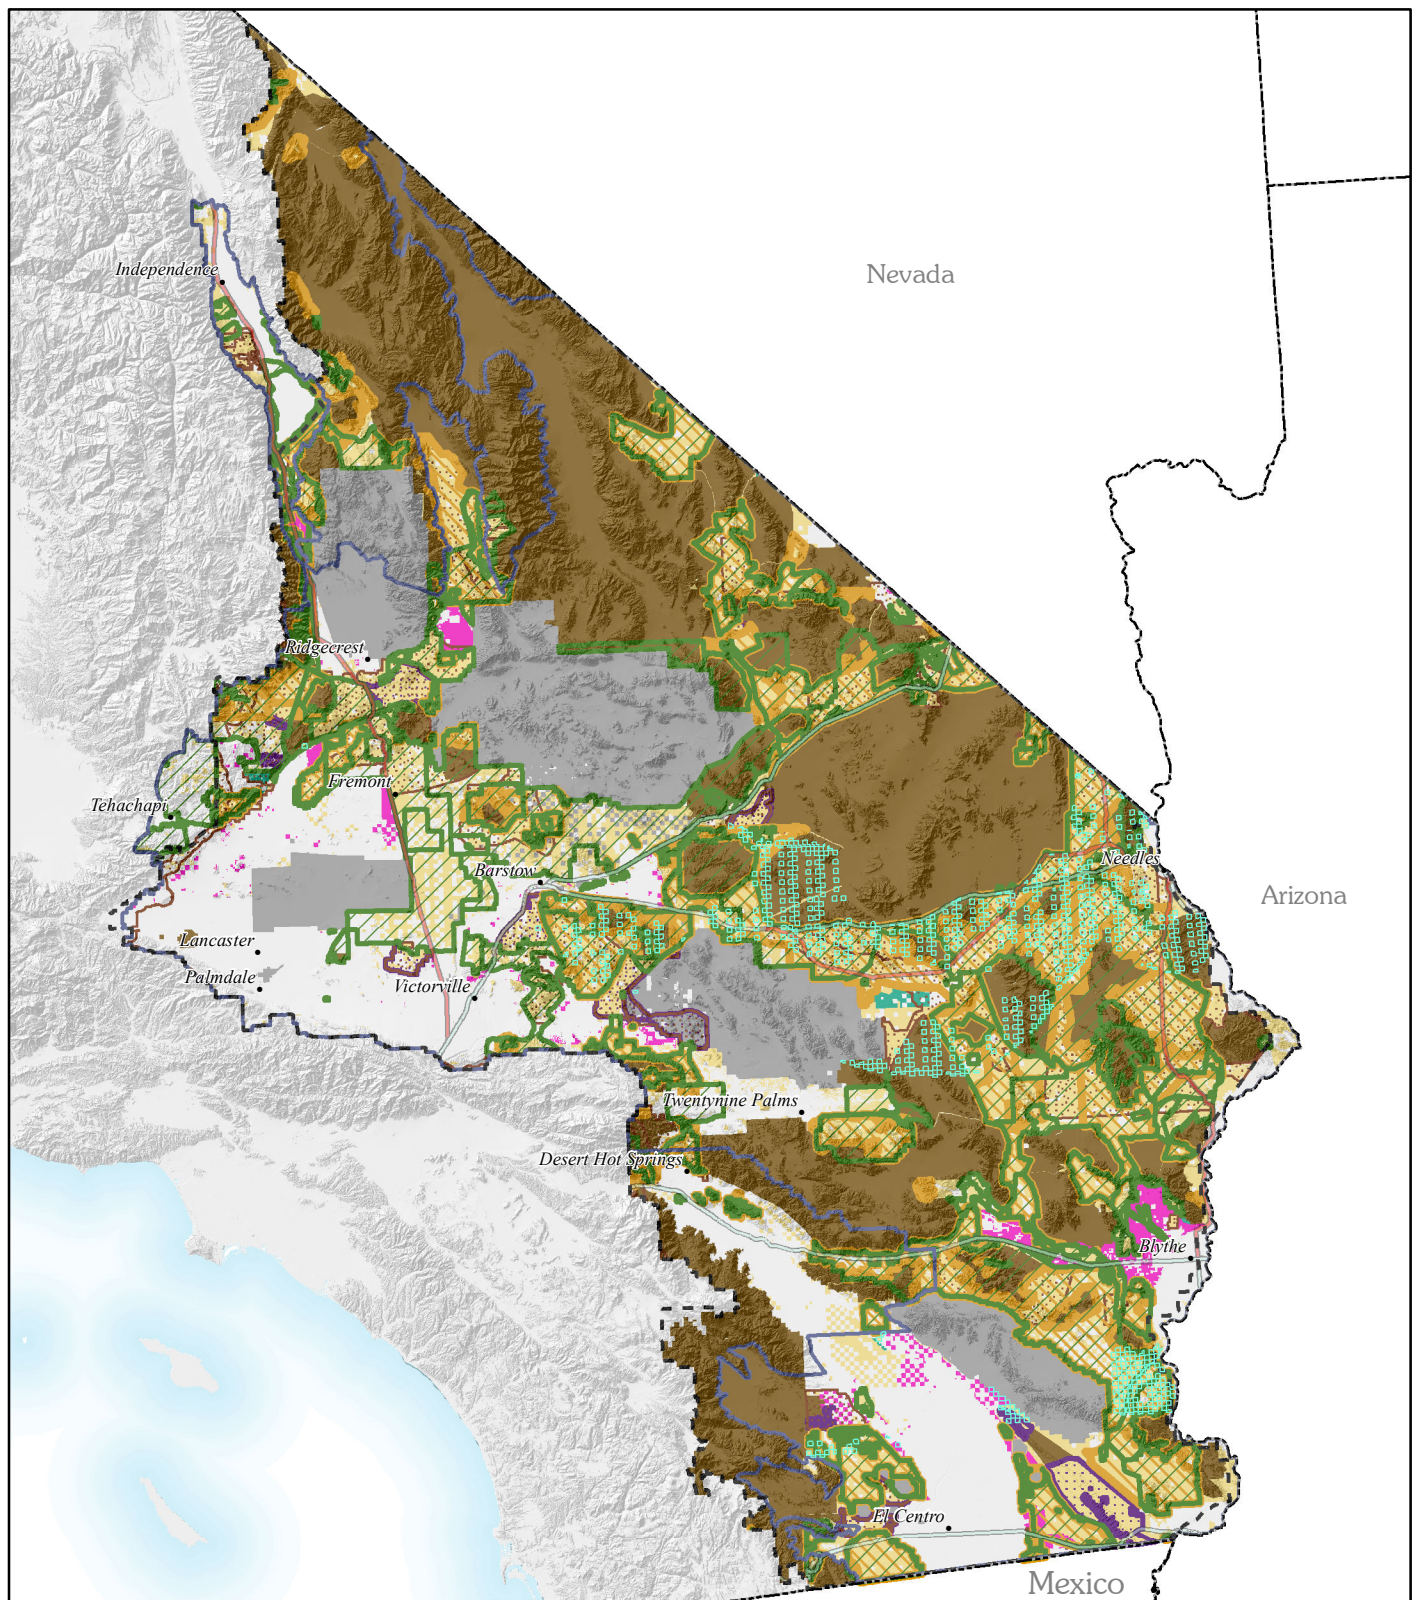 Nevada
Independence
Ridgecrest
Fremont
Tehachapi
Needles
Barstow
Arizona
Lancaster
Palmdale
Victorville
Twentynine Palms
Desert Hot Springs
Blythe
El Centro
Mexico